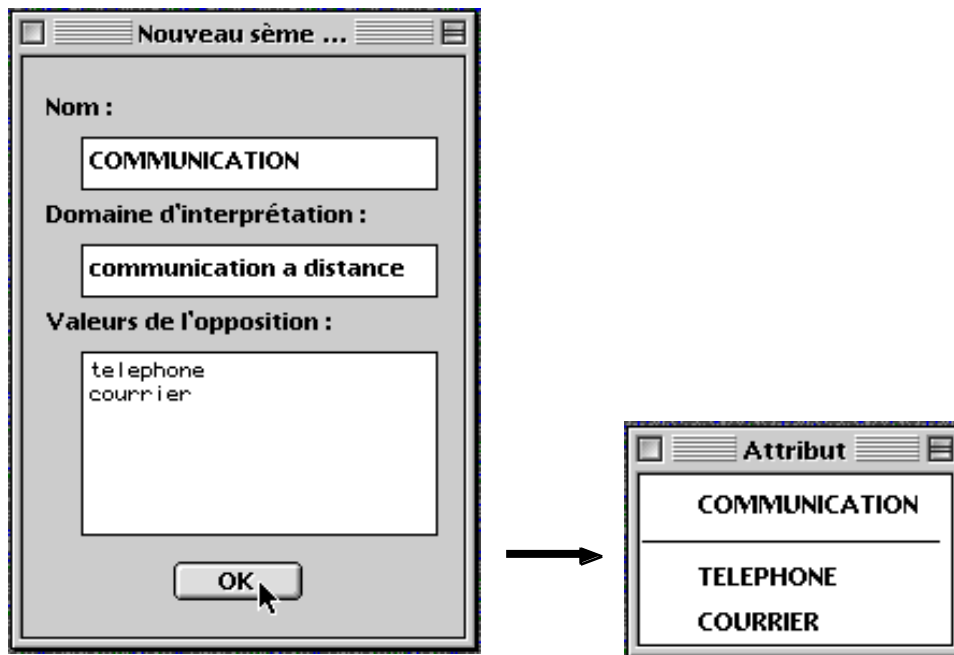 Nouveau sème ...
Nom :
COMMUNICATION
Domaine d'interprétation :
communication a distance
Valeurs de l'opposition :
telephone
courrier
OK
Attribut
COMMUNICATION
TELEPHONE
COURRIER